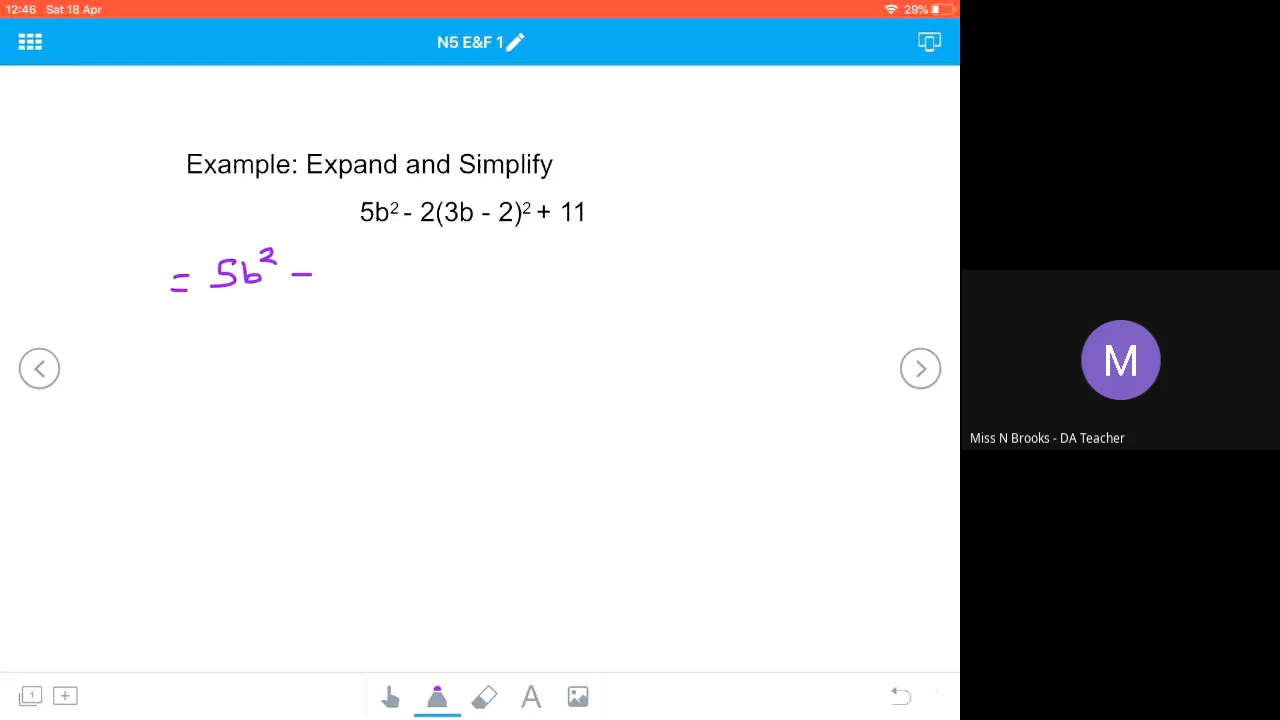 12:46 Sat 18 Apr 29%
N5 E&F 1
Example: Expand and Simplify
5b² - 2(3b - 2)² + 11
= 5b² -
M
Miss N Brooks - DA Teacher
1
A